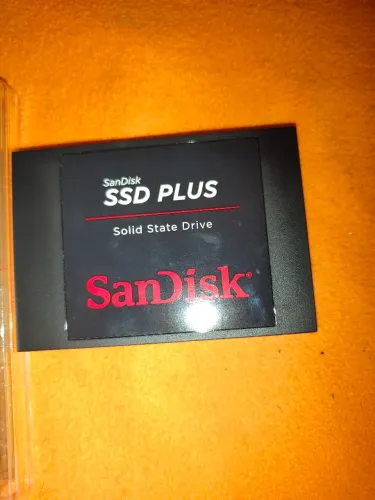 SanDisk
SSD PLUS
Solid State Drive
SanDisk®